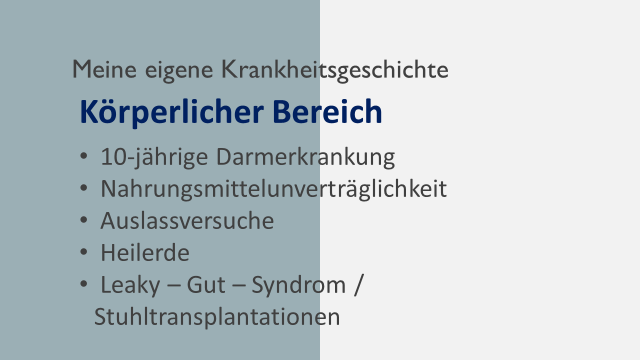 Meine eigene Krankheitsgeschichte
Körperlicher Bereich
• 10-jährige Darmerkrankung
• Nahrungsmittelunverträglichkeit
• Auslassversuche
• Heilerde
• Leaky – Gut – Syndrom /
Stuhltransplantationen